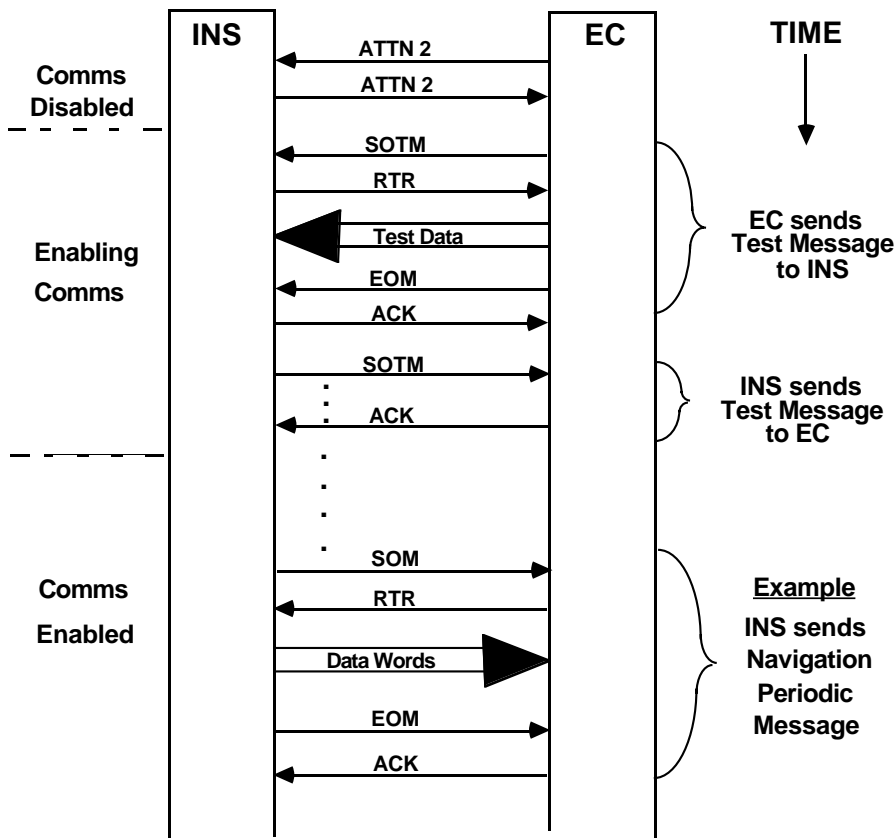 INS
EC
TIME
ATTN 2
Comms
Disabled
ATTN 2
SOTM
RTR
EC sends
Test Message
to INS
Test Data
Enabling
Comms
EOM
ACK
SOTM
INS sends
Test Message
to EC
ACK
SOM
Comms
Enabled
RTR
Example
INS sends
Navigation
Periodic
Message
Data Words
EOM
ACK